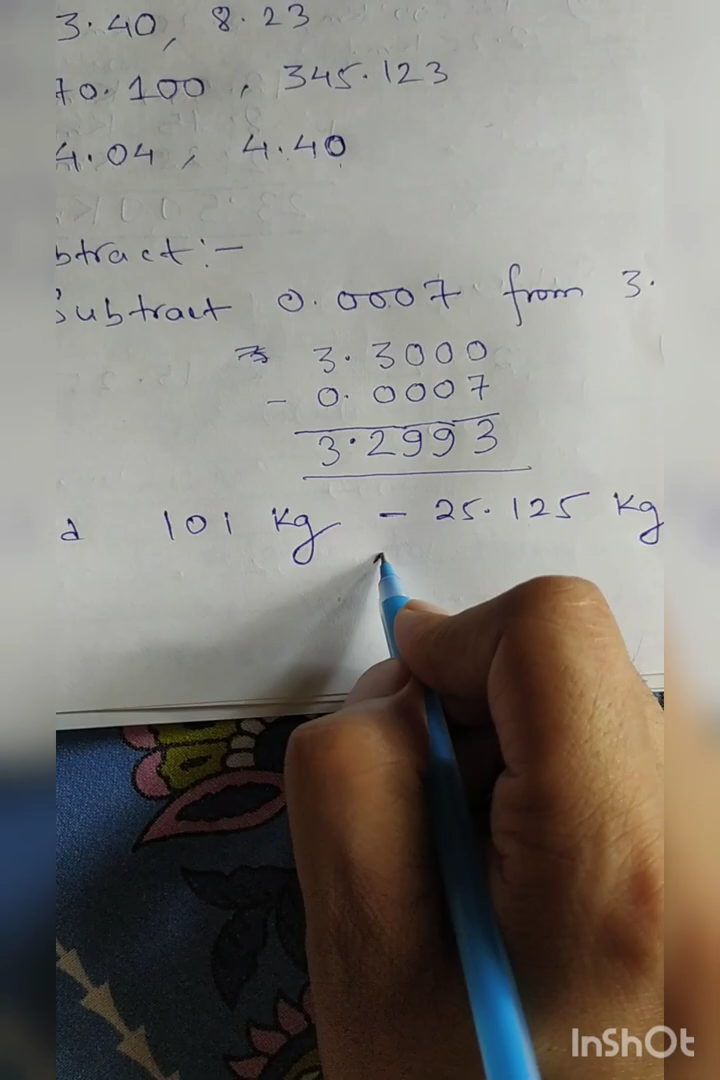 3.40, 8.23
70.100, 345.123
4.04, 4.40
btract:-
Subtract 0.0007 from 3.
3.3000
- 0.0007
3.2993
d 101 kg - 25.125 kg
InShOt